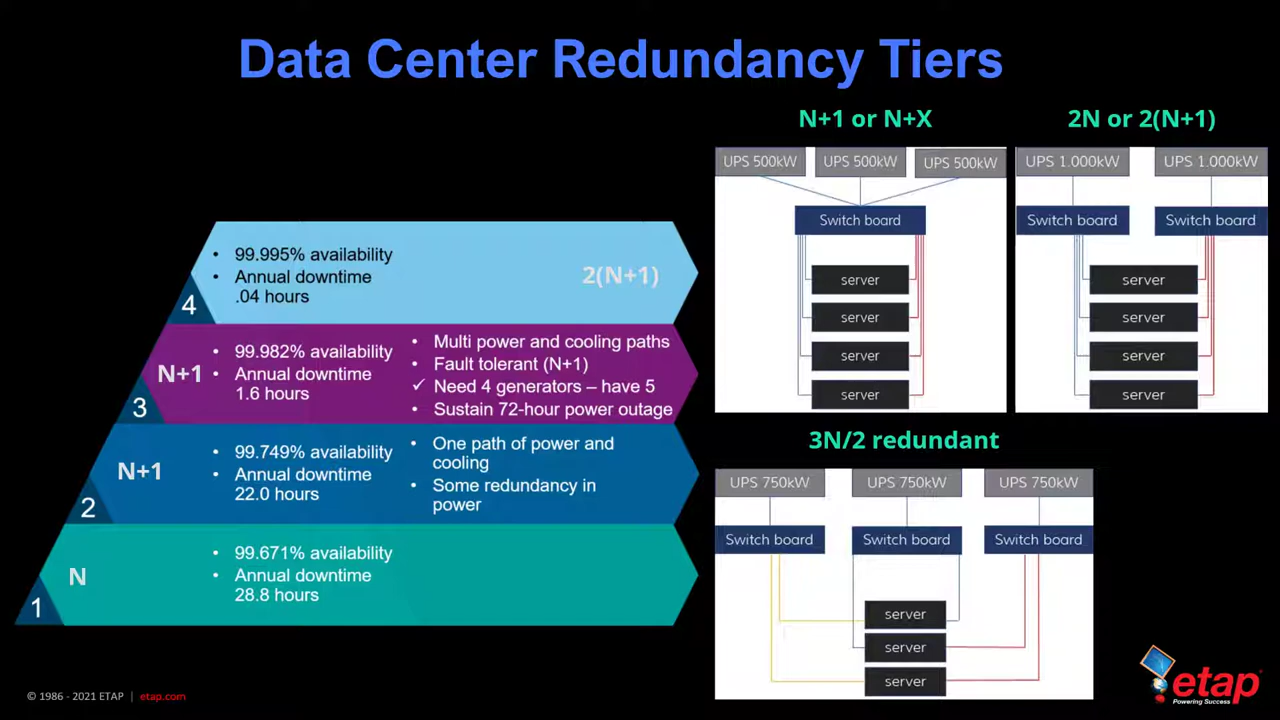 Data Center Redundancy Tiers
4
• 99.995% availability
• Annual downtime
.04 hours
2(N+1)
3
N+1
• 99.982% availability
• Annual downtime
1.6 hours
• Multi power and cooling paths
• Fault tolerant (N+1)
✓ Need 4 generators – have 5
• Sustain 72-hour power outage
2
N+1
• 99.749% availability
• Annual downtime
22.0 hours
• One path of power and
cooling
• Some redundancy in
power
1
N
• 99.671% availability
• Annual downtime
28.8 hours
N+1 or N+X
UPS 500kW UPS 500kW UPS 500kW
Switch board
server
server
server
server
2N or 2(N+1)
UPS 1.000kW UPS 1.000kW
Switch board Switch board
server
server
server
server
3N/2 redundant
UPS 750kW UPS 750kW UPS 750kW
Switch board Switch board Switch board
server
server
server
© 1986 - 2021 ETAP | etap.com
etap
Powering Success